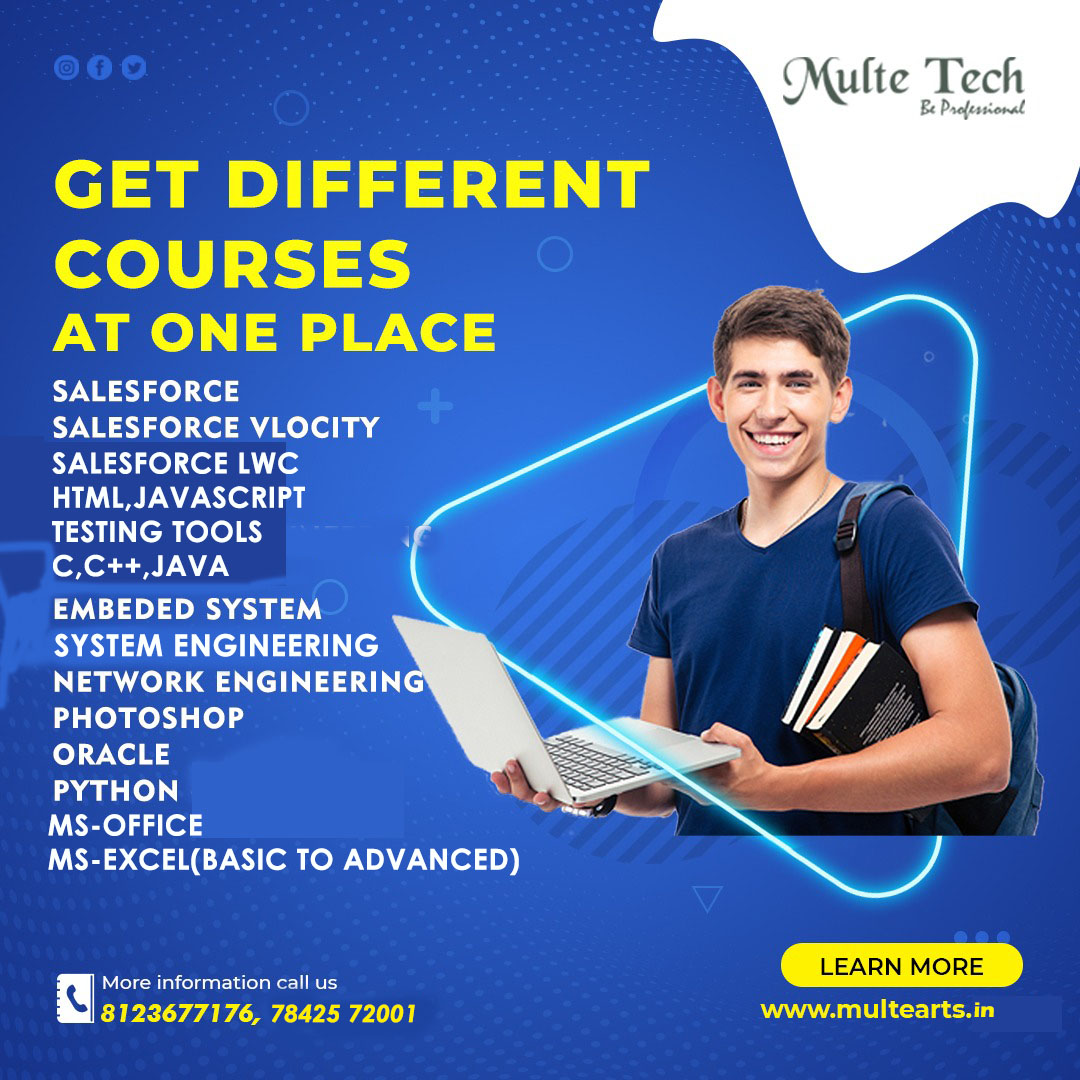 Multe Tech
Be Professional
GET DIFFERENT
COURSES
AT ONE PLACE
SALESFORCE
SALESFORCE VLOCITY
SALESFORCE LWC
HTML,JAVASCRIPT
TESTING TOOLS
C,C++,JAVA
EMBEDED SYSTEM
SYSTEM ENGINEERING
NETWORK ENGINEERING
PHOTOSHOP
ORACLE
PYTHON
MS-OFFICE
MS-EXCEL(BASIC TO ADVANCED)
More information call us
8123677176, 78425 72001
LEARN MORE
www.multearts.in